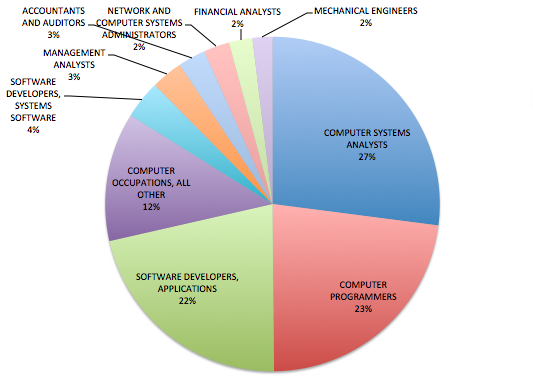 ACCOUNTANTS
AND AUDITORS
3%
NETWORK AND
COMPUTER SYSTEMS
ADMINISTRATORS
2%
FINANCIAL ANALYSTS
2%
MECHANICAL ENGINEERS
2%
MANAGEMENT
ANALYSTS
3%
SOFTWARE
DEVELOPERS,
SYSTEMS
SOFTWARE
4%
COMPUTER SYSTEMS
ANALYSTS
27%
COMPUTER
OCCUPATIONS, ALL
OTHER
12%
SOFTWARE DEVELOPERS,
APPLICATIONS
22%
COMPUTER
PROGRAMMERS
23%